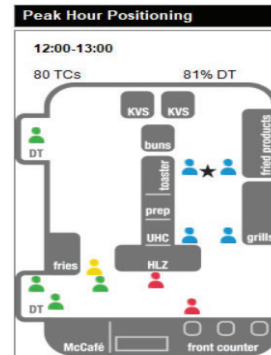 Peak Hour Positioning
12:00-13:00
80 TCs 81% DT
KVS KVS
buns
DT
toaster
fried products
prep
UHC
grills
fries
HLZ
DT
McCafé
front counter